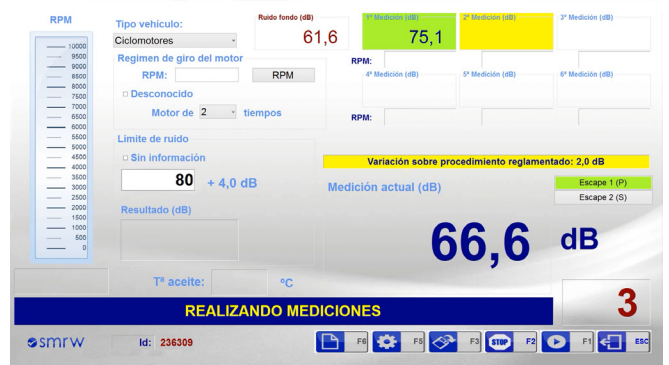 RPM
10000
9500
9000
8500
8000
7500
7000
6500
6000
5500
5000
4500
4000
3500
3000
2500
2000
1500
1000
500
0
Tipo vehículo:
Ciclomotores
Regimen de giro del motor
RPM:
RPM
Desconocido
Motor de 2 tiempos
Límite de ruido
Sin información
80 + 4,0 dB
Resultado (dB)
Tª aceite: ºC
Ruido fondo (dB)
61,6
1ª Medición (dB)
75,1
2ª Medición (dB)
3ª Medición (dB)
RPM:
4ª Medición (dB)
5ª Medición (dB)
6ª Medición (dB)
RPM:
Variación sobre procedimiento reglamentado: 2,0 dB
Medición actual (dB)
Escape 1 (P)
Escape 2 (S)
66,6 dB
REALIZANDO MEDICIONES
3
smrw
Id: 236309
F6
F5
F3
STOP F2
F1
ESC